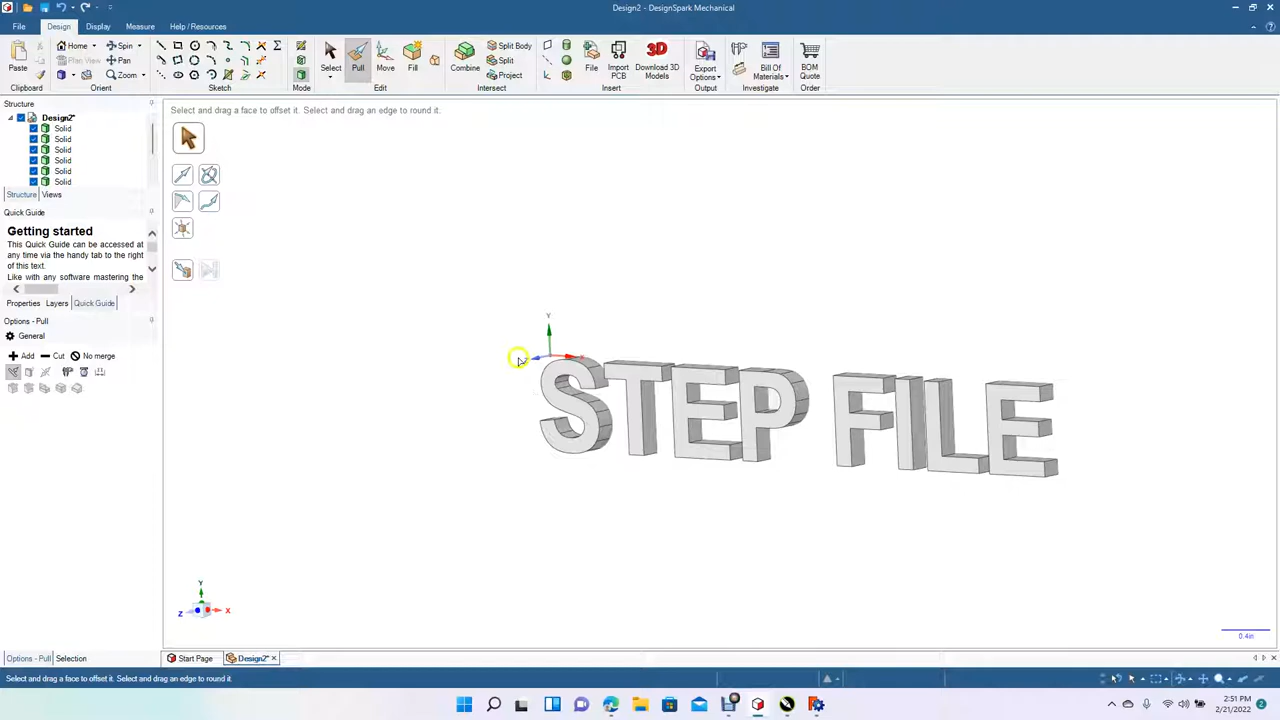 Design2 - DesignSpark Mechanical
File Design Display Measure Help / Resources
Paste
Clipboard
Home Spin
Plan View Pan
Zoom
Orient
Sketch
Mode
Select Pull Move Fill
Edit
Combine
Split Body
Split
Project
Intersect
File
Import PCB
3D
Download 3D Models
Insert
Export Options
Output
Bill Of Materials
Investigate
BOM Quote
Order
Structure
Select and drag a face to offset it. Select and drag an edge to round it.
Design2*
Solid
Solid
Solid
Solid
Solid
Solid
Structure Views
Quick Guide
Getting started
This Quick Guide can be accessed at
any time via the handy tab to the right
of this text.
Like with any software mastering the
Properties Layers Quick Guide
Options - Pull
General
Add Cut No merge
Y
X
Z
STEP FILE
Y
Z X
0.4in
Options - Pull Selection
Start Page Design2*
Select and drag a face to offset it. Select and drag an edge to round it
2:51 PM
2/21/2022
2